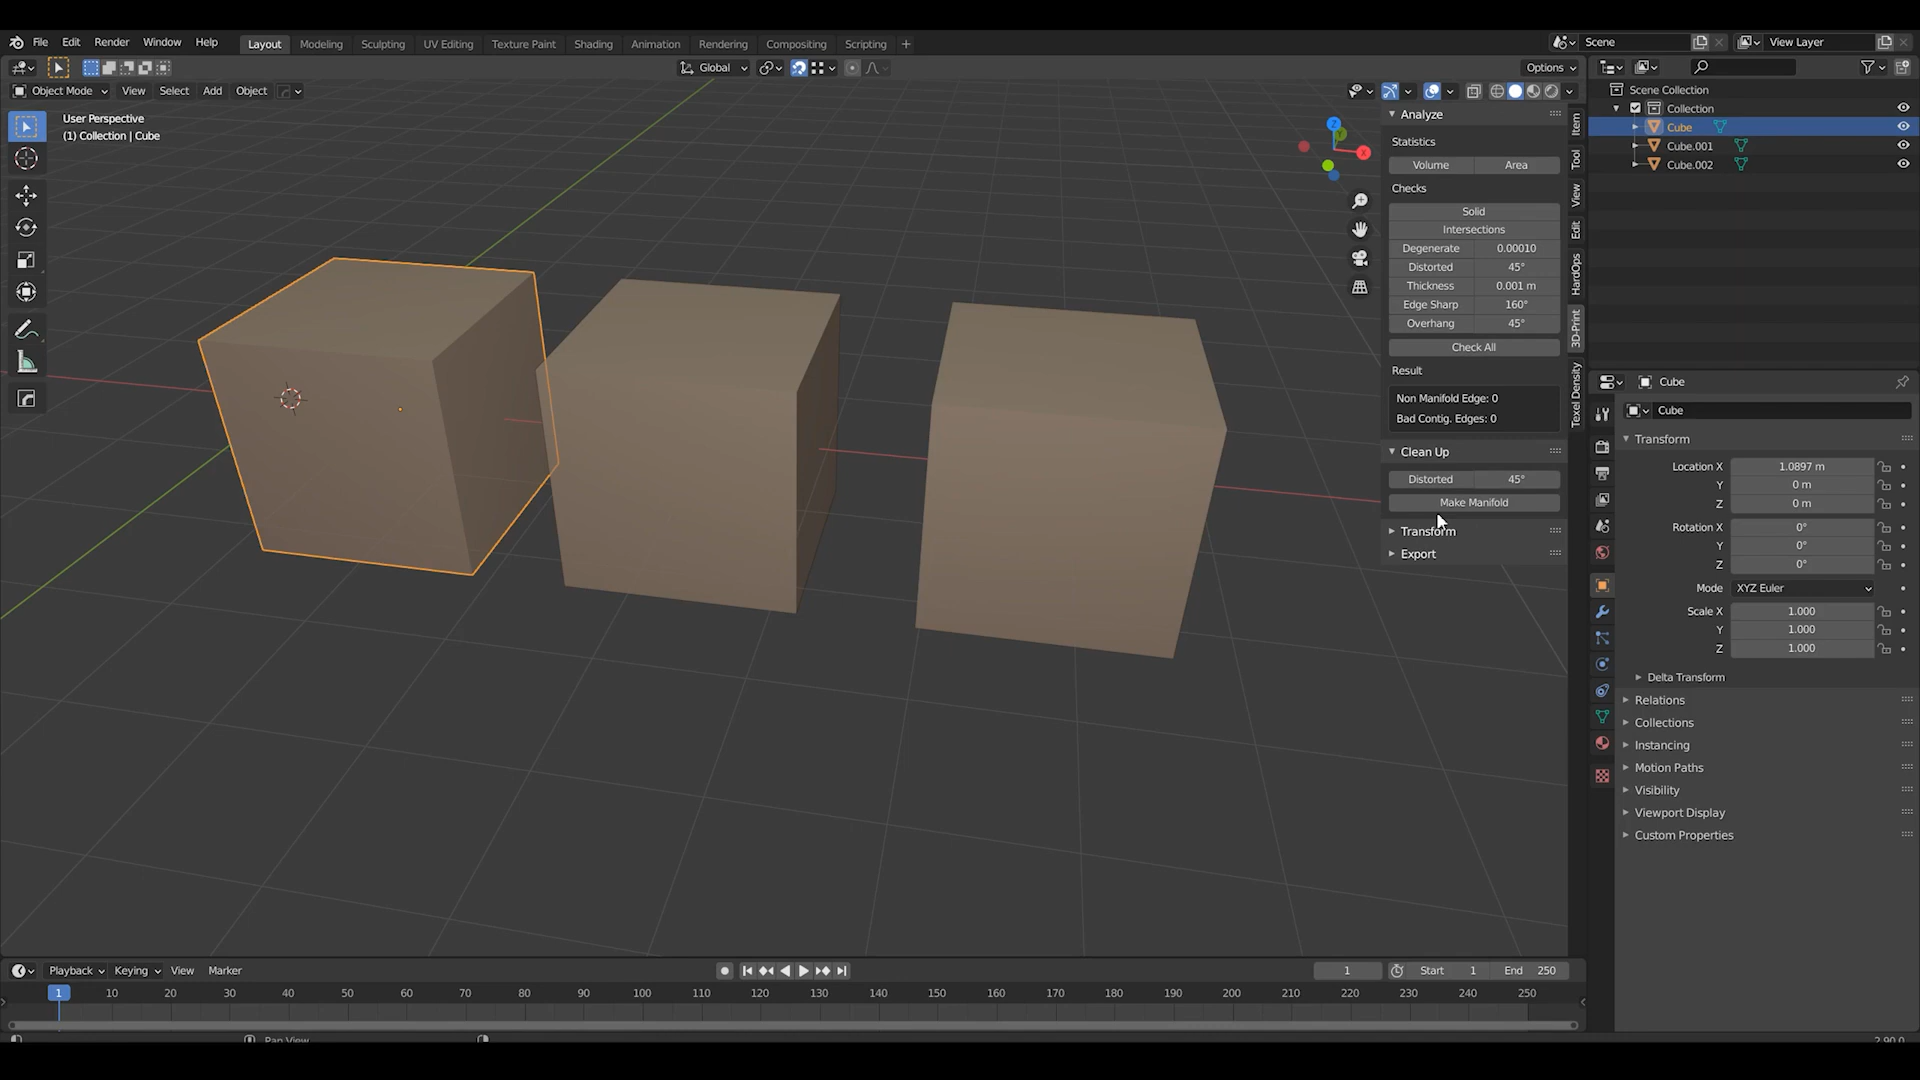 File Edit Render Window Help Layout Modeling Sculpting UV Editing Texture Paint Shading Animation Rendering Compositing Scripting + Scene View Layer
Global Options
Object Mode View Select Add Object
User Perspective
(1) Collection | Cube
Z
X
Analyze
Statistics
Volume Area
Checks
Solid
Intersections
Degenerate 0.00010
Distorted 45°
Thickness 0.001 m
Edge Sharp 160°
Overhang 45°
Check All
Result
Non Manifold Edge: 0
Bad Contig. Edges: 0
Clean Up
Distorted 45°
Make Manifold
Transform
Export
Item
Tool
View
Edit
HardOps
3D-Print
Texel Density
Scene Collection
Collection
Cube
Cube.001
Cube.002
Cube
Cube
Transform
Location X 1.0897 m
Y 0 m
Z 0 m
Rotation X 0°
Y 0°
Z 0°
Mode XYZ Euler
Scale X 1.000
Y 1.000
Z 1.000
Delta Transform
Relations
Collections
Instancing
Motion Paths
Visibility
Viewport Display
Custom Properties
Playback Keying View Marker 1 Start 1 End 250
1 10 20 30 40 50 60 70 80 90 100 110 120 130 140 150 160 170 180 190 200 210 220 230 240 250
Pan View 2.90.0